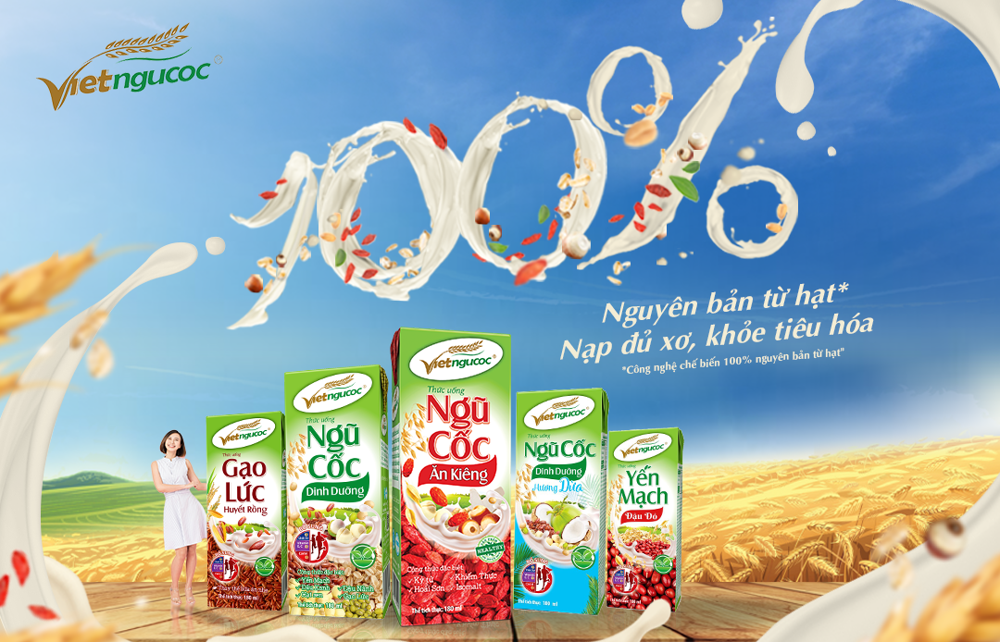 Vietngucoc
100%
Nguyên bản từ hạt*
Nạp đủ xơ, khỏe tiêu hóa
*Công nghệ chế biến 100% nguyên bản từ hạt"
Vietngucoc
Thức uống
Gạo
Lức
Huyết Rồng
Vietngucoc
Thức uống
Ngũ
Cốc
Dinh Dưỡng
Công thức đặc biệt
Yến Mạch
Đậu Xanh
Đậu Nành
Gạo Lức
Thể tích thực: 180 ml
Vietngucoc
Thức uống
Ngũ
Cốc
Ăn Kiêng
HEALTHY
Công thức đặc biệt
Kỷ tử
Khiếm Thực
Hoài Sơn
Isomalt
Thể tích thực: 180 ml
Vietngucoc
Thức uống
Ngũ Cốc
Dinh Dưỡng
Hương Dừa
Thể tích thực: 180 ml
Vietngucoc
Thức uống
Yến
Mạch
Đậu Đỏ
Thể tích thực: 180 ml